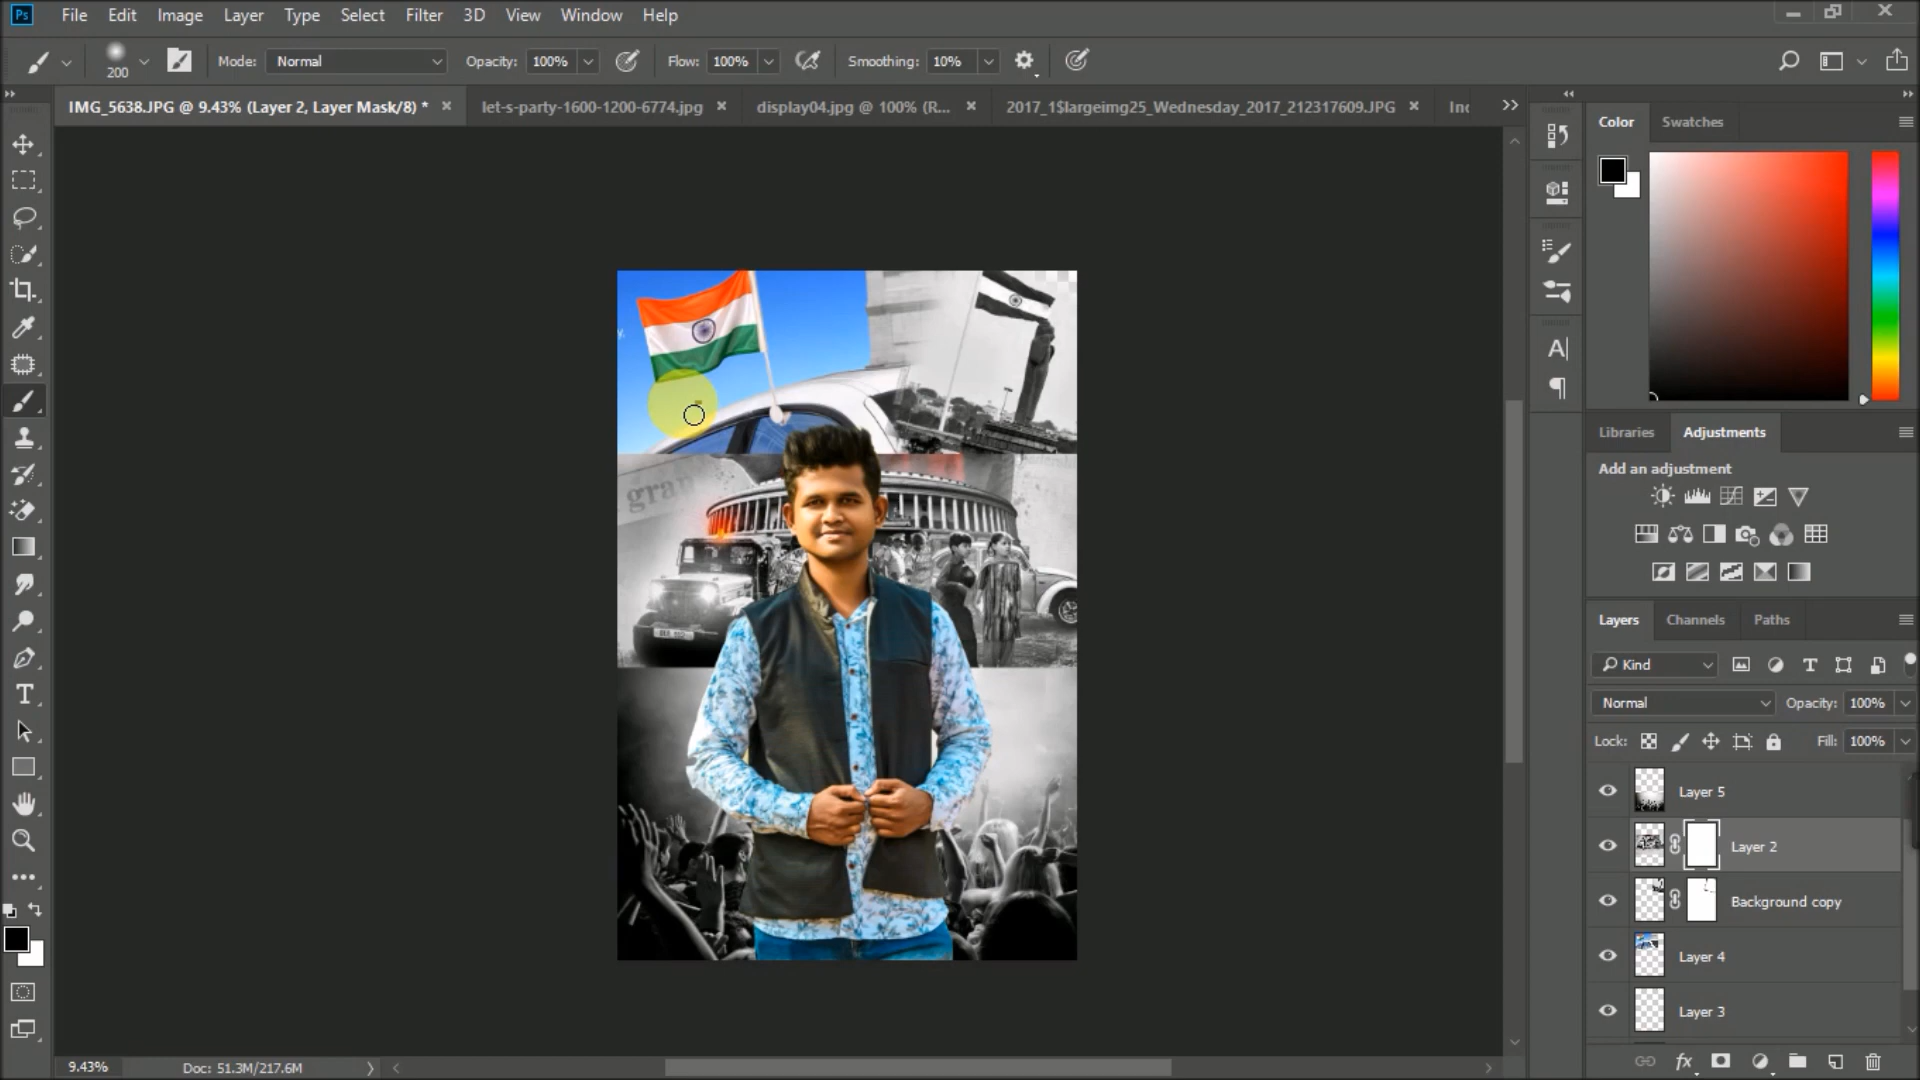 Ps File Edit Image Layer Type Select Filter 3D View Window Help
200 Mode: Normal Opacity: 100% Flow: 100% Smoothing: 10%
IMG_5638.JPG @ 9.43% (Layer 2, Layer Mask/8) * let-s-party-1600-1200-6774.jpg display04.jpg @ 100% (R... 2017_1$largeimg25_Wednesday_2017_212317609.JPG Inc
Color Swatches
Libraries Adjustments
Add an adjustment
gran
Layers Channels Paths
Kind
Normal Opacity: 100%
Lock: Fill: 100%
Layer 5
Layer 2
Background copy
Layer 4
Layer 3
9.43% Doc: 51.3M/217.6M